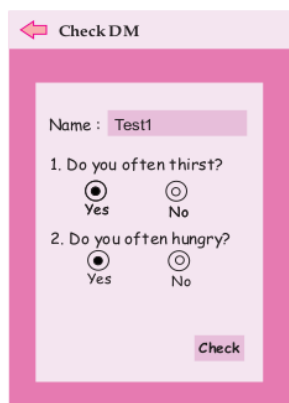 Check DM
Name : Test1
1. Do you often thirst?
Yes No
2. Do you often hungry?
Yes No
Check